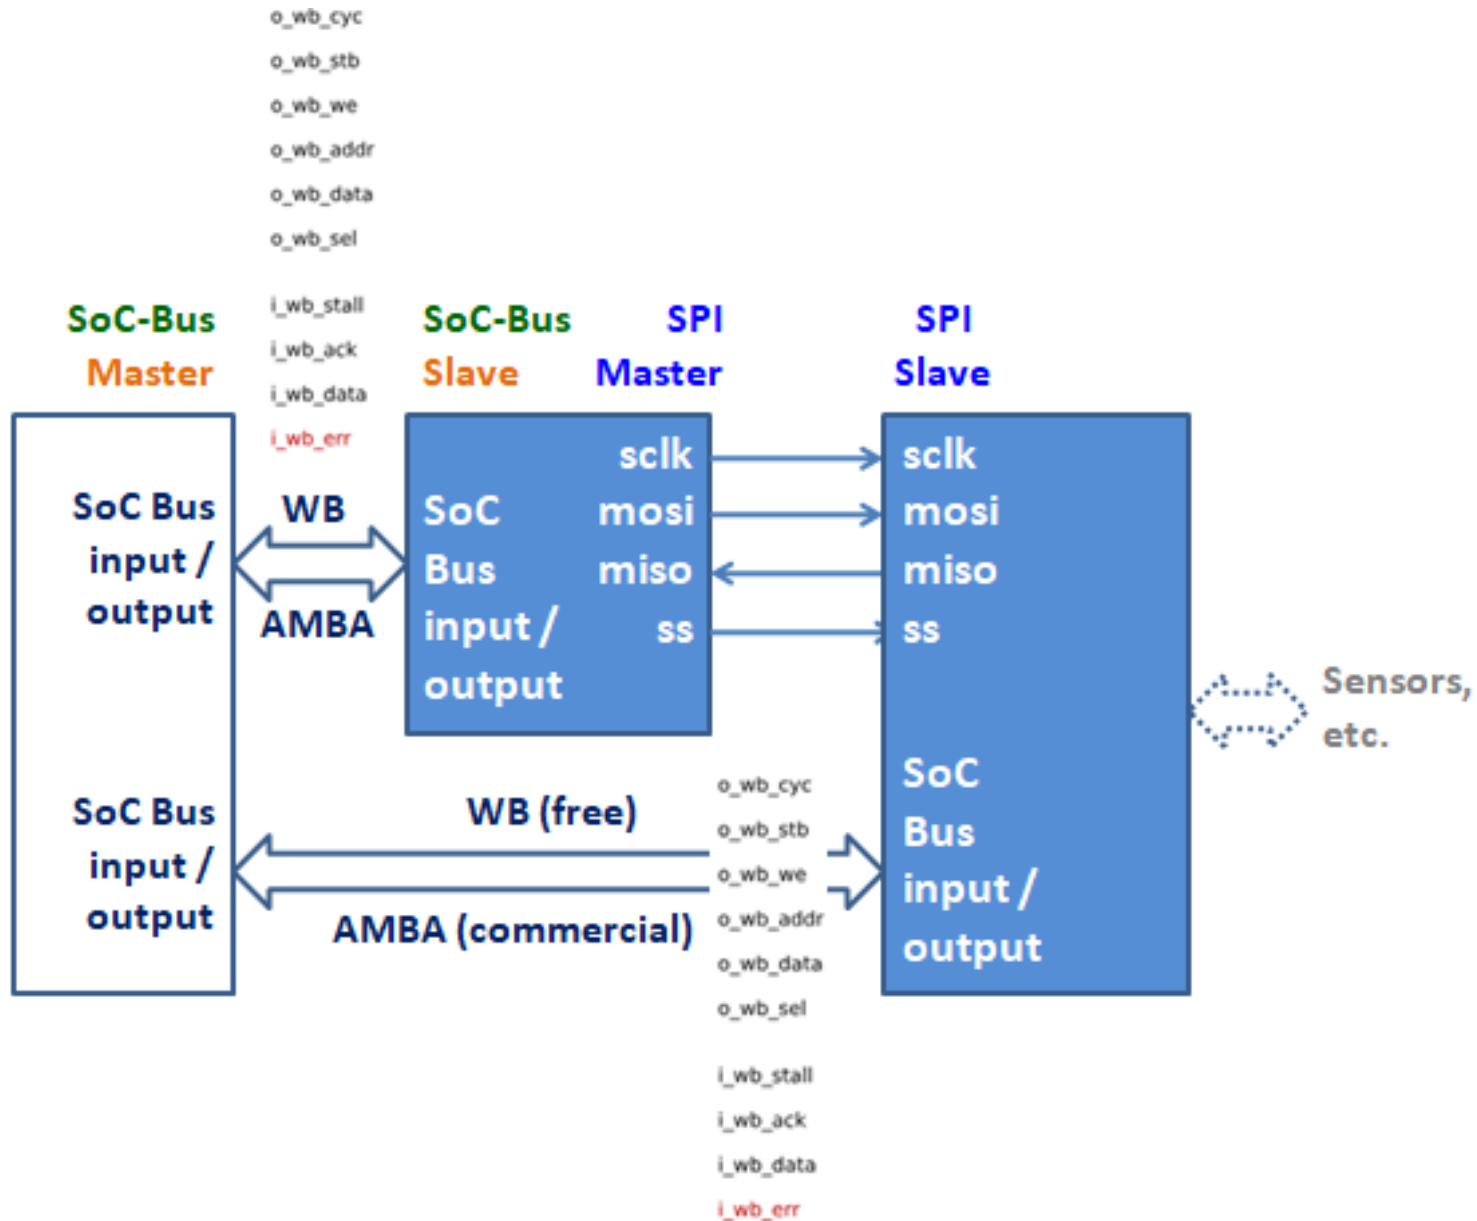 o_wb_cyc
o_wb_stb
o_wb_we
o_wb_addr
o_wb_data
o_wb_sel
i_wb_stall
i_wb_ack
i_wb_data
i_wb_err
SoC-Bus
Master
SoC-Bus
Slave
SPI
Master
SPI
Slave
SoC Bus
input /
output
WB
AMBA
SoC
Bus
input /
output
sclk
mosi
miso
ss
sclk
mosi
miso
ss
Sensors,
etc.
SoC Bus
input /
output
WB (free)
AMBA (commercial)
o_wb_cyc
o_wb_stb
o_wb_we
o_wb_addr
o_wb_data
o_wb_sel
i_wb_stall
i_wb_ack
i_wb_data
i_wb_err
SoC
Bus
input /
output